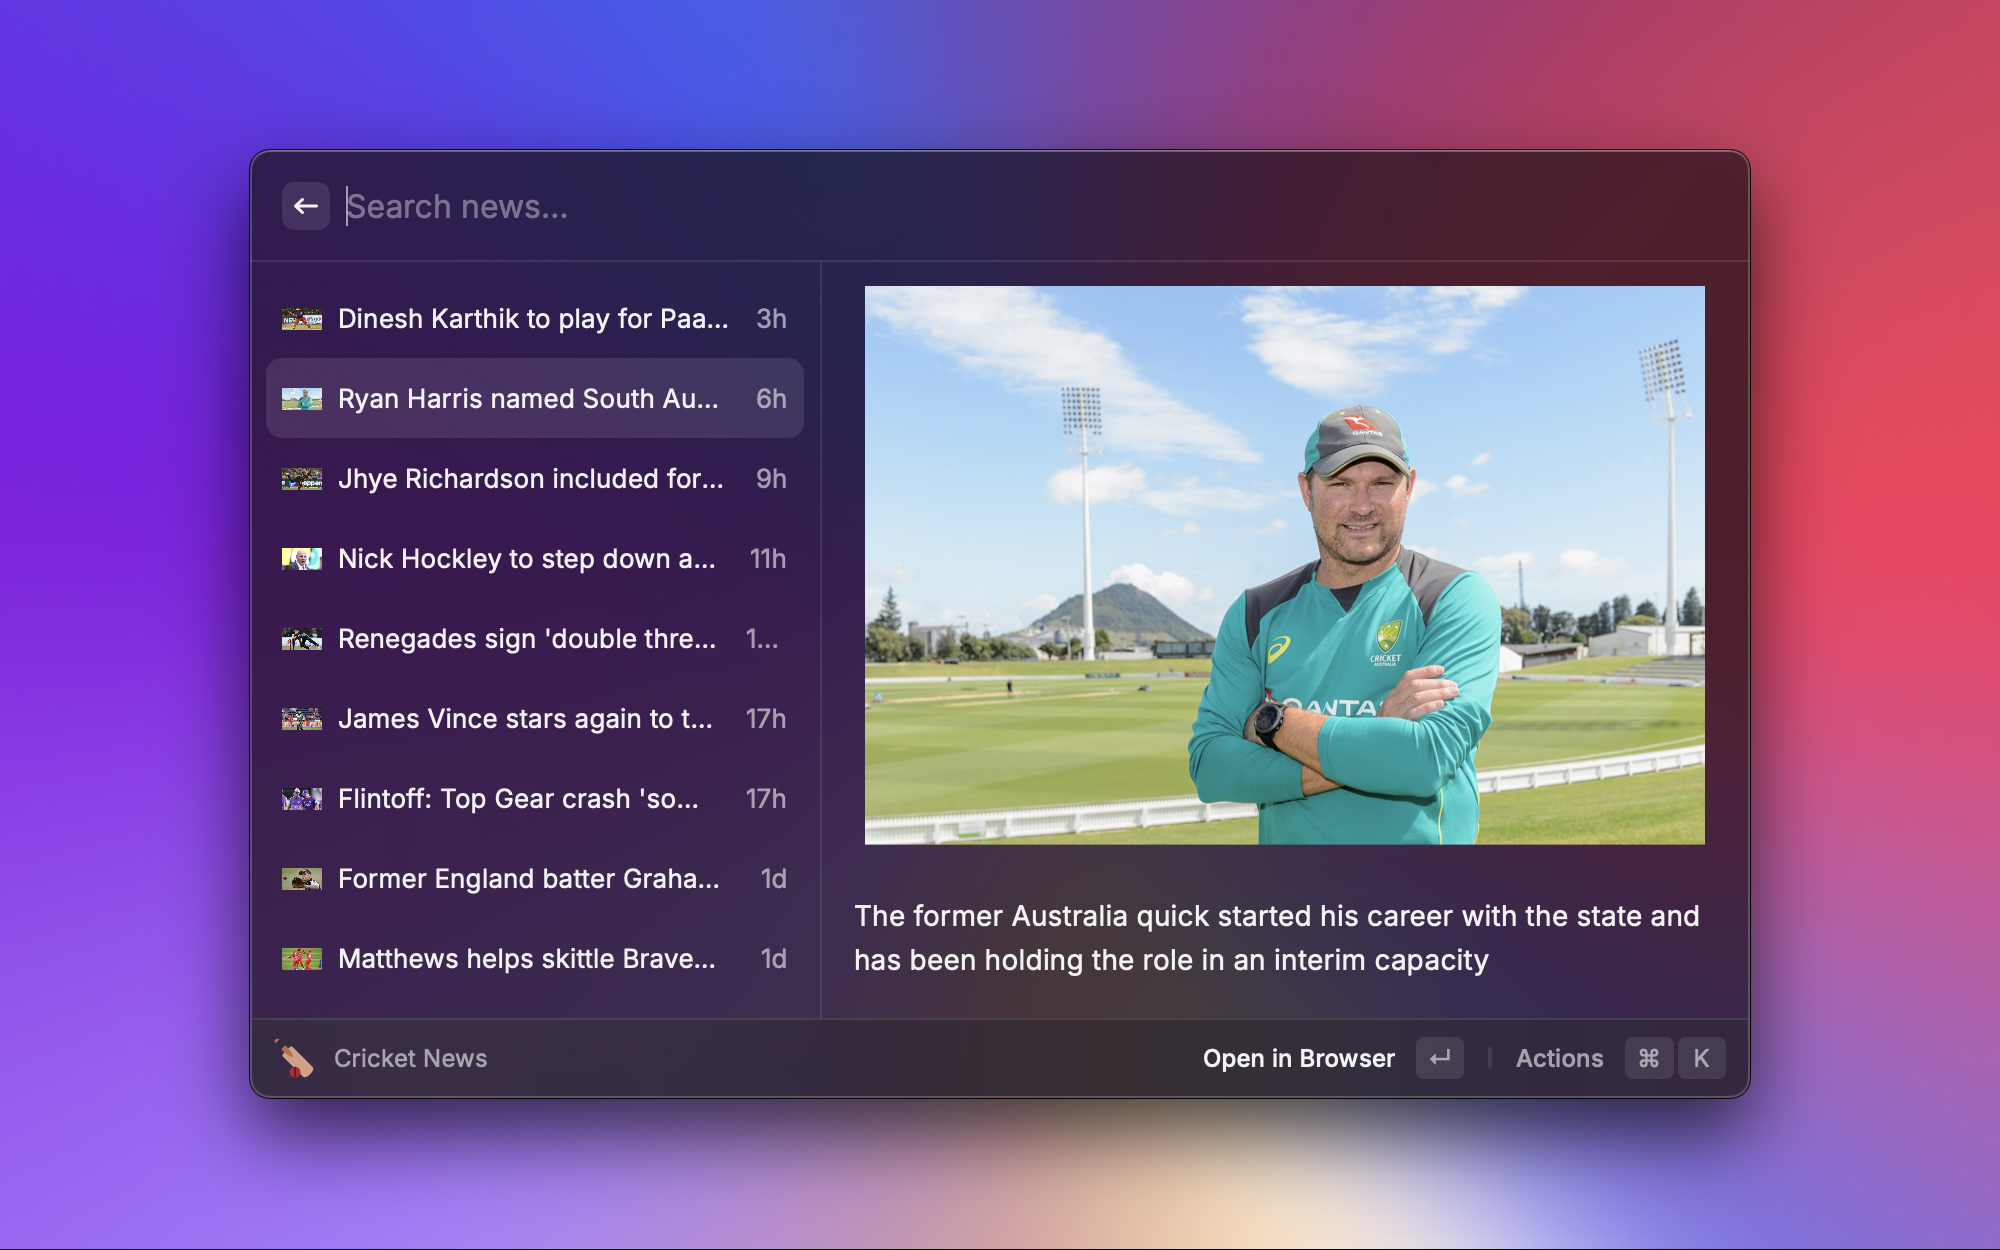 Search news...
Dinesh Karthik to play for Paa... 3h
Ryan Harris named South Au... 6h
Jhye Richardson included for... 9h
Nick Hockley to step down a... 11h
Renegades sign 'double thre... 1...
James Vince stars again to t... 17h
Flintoff: Top Gear crash 'so... 17h
Former England batter Graha... 1d
Matthews helps skittle Brave... 1d
QANTAS
CRICKET
AUSTRALIA
QANTAS
The former Australia quick started his career with the state and
has been holding the role in an interim capacity
Cricket News
Open in Browser ↵ | Actions ⌘ K